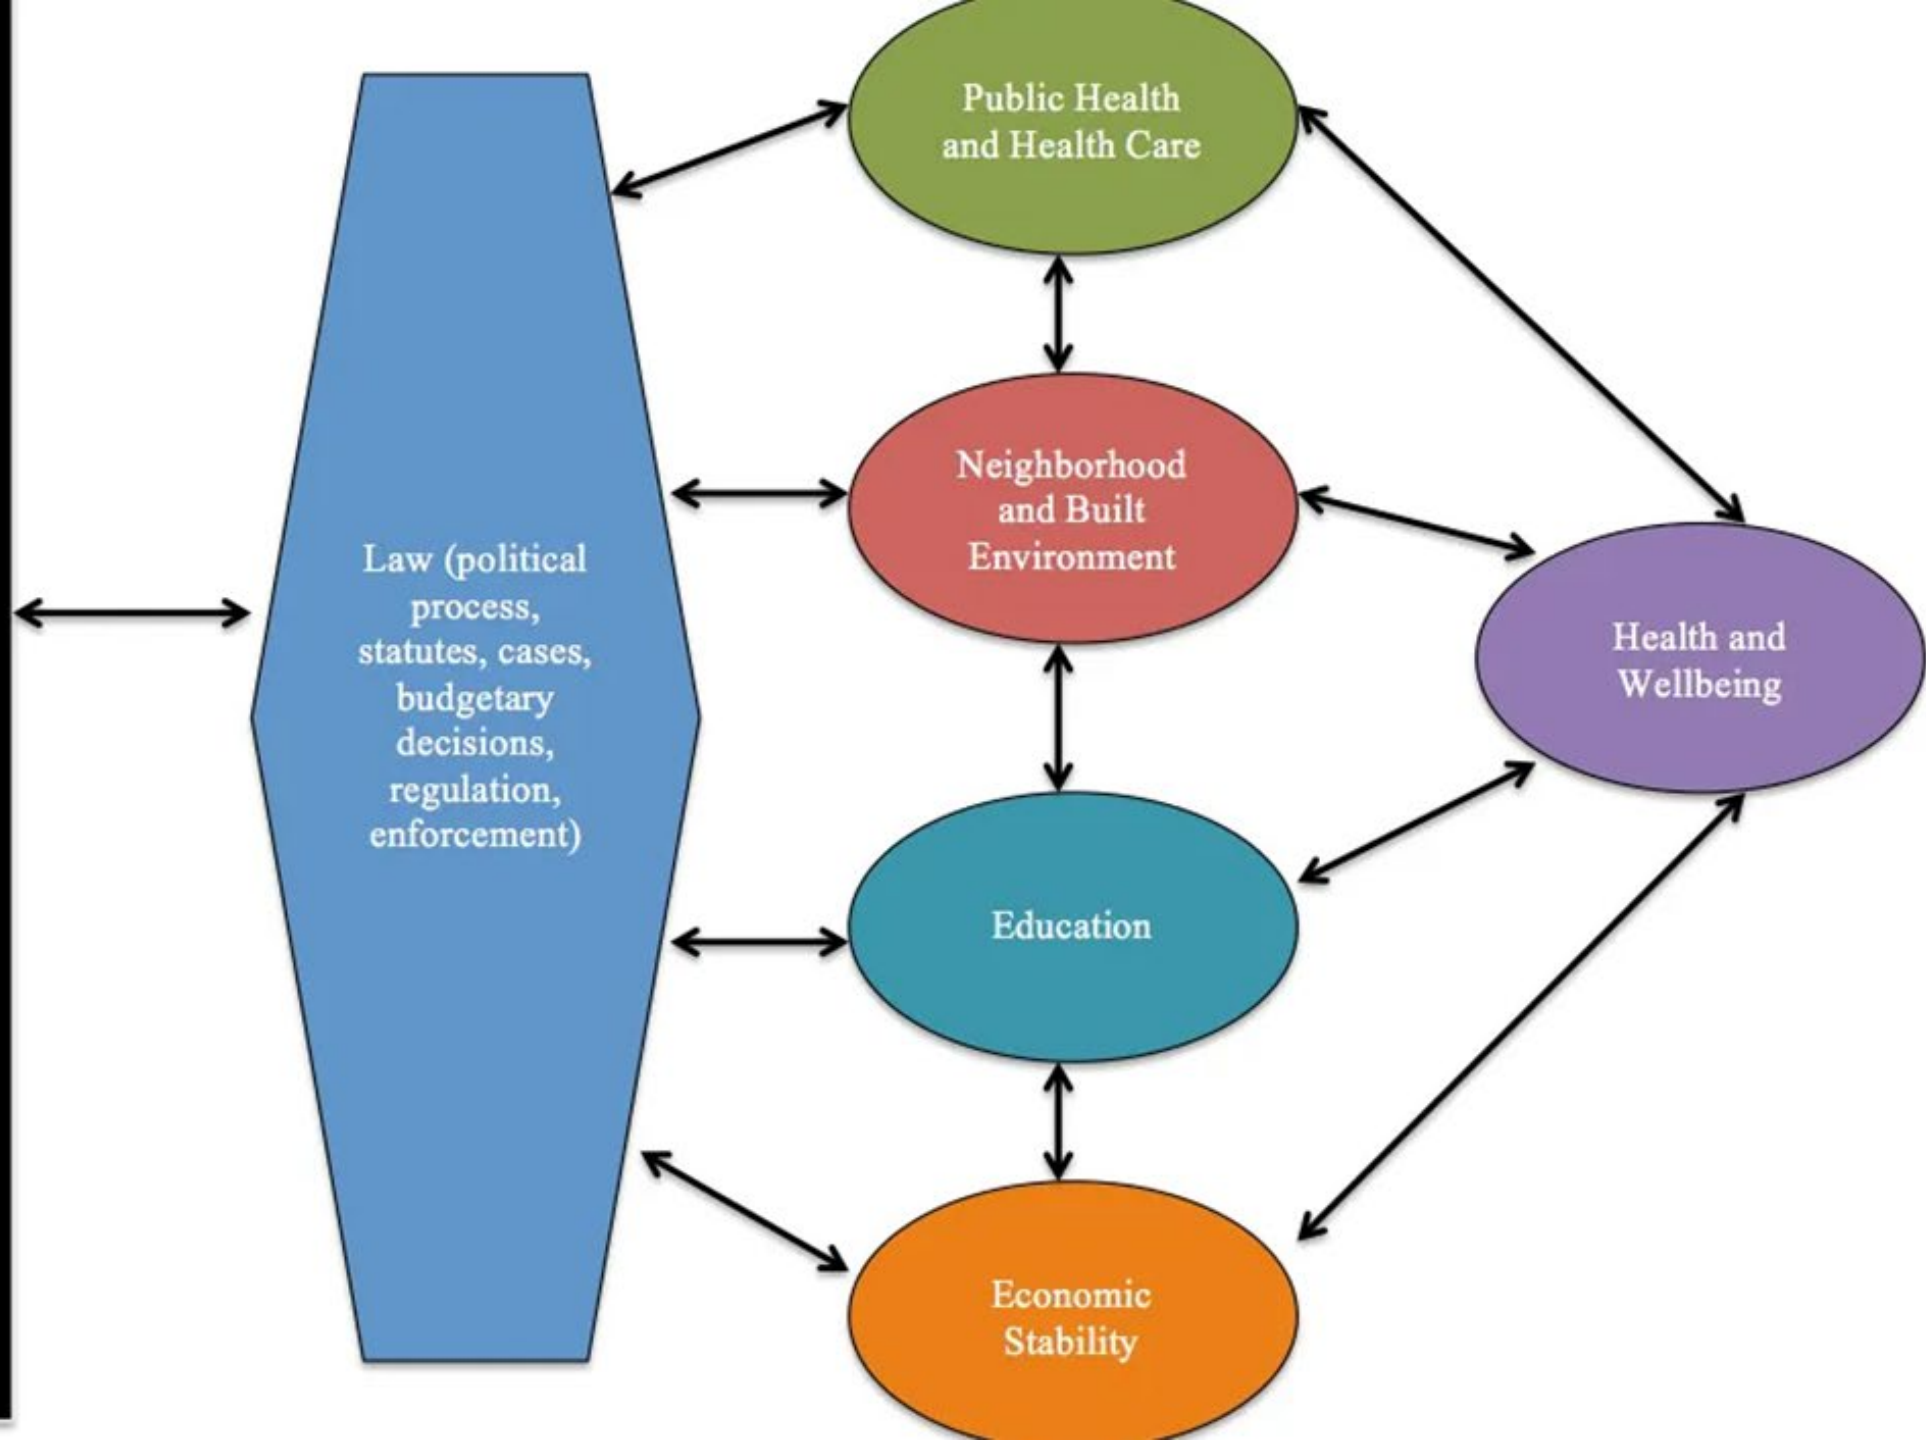 Public Health
and Health Care
Neighborhood
and Built
Environment
Law (political
process,
statutes, cases,
budgetary
decisions,
regulation,
enforcement)
Health and
Wellbeing
Education
Economic
Stability